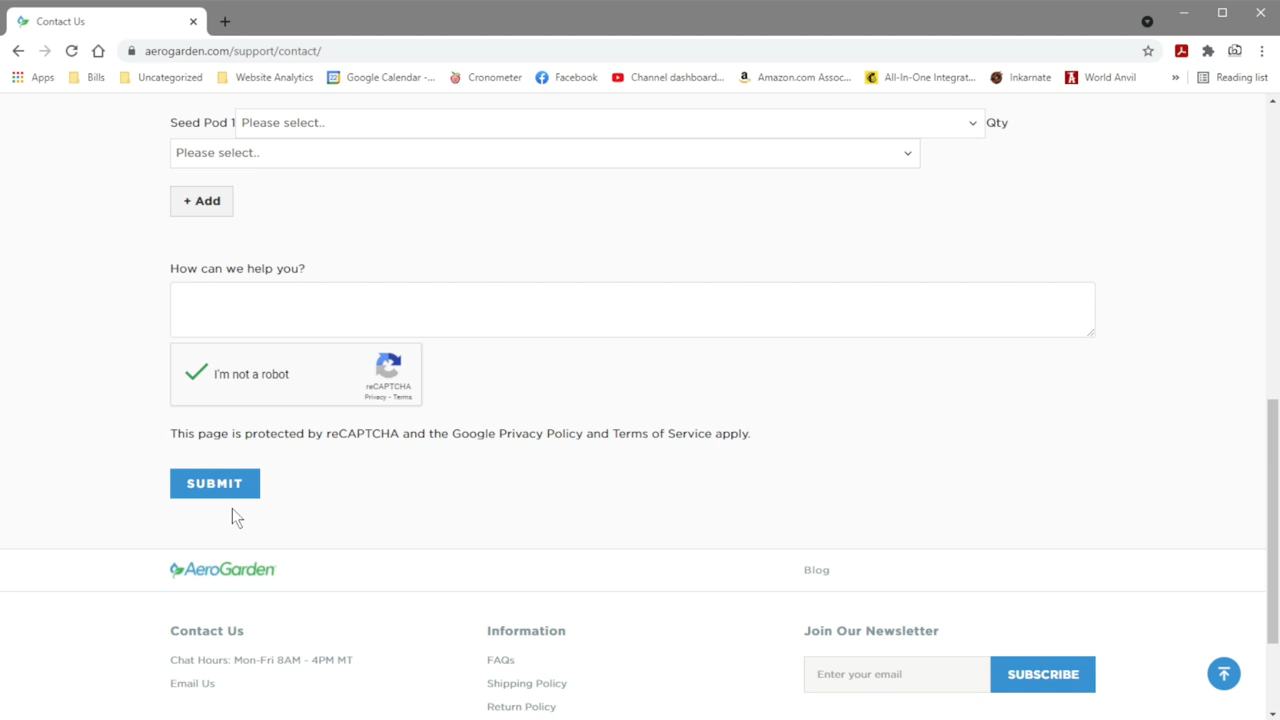 Contact Us
aerogarden.com/support/contact/
Apps Bills Uncategorized Website Analytics Google Calendar -... Cronometer Facebook Channel dashboard... Amazon.com Assoc... All-In-One Integrat... Inkarnate World Anvil » Reading list
Seed Pod 1 Please select.. Qty
Please select..
+ Add
How can we help you?
I'm not a robot
reCAPTCHA
Privacy - Terms
This page is protected by reCAPTCHA and the Google Privacy Policy and Terms of Service apply.
SUBMIT
AeroGarden Blog
Contact Us Information Join Our Newsletter
Chat Hours: Mon-Fri 8AM - 4PM MT FAQs Enter your email SUBSCRIBE
Email Us Shipping Policy
Return Policy